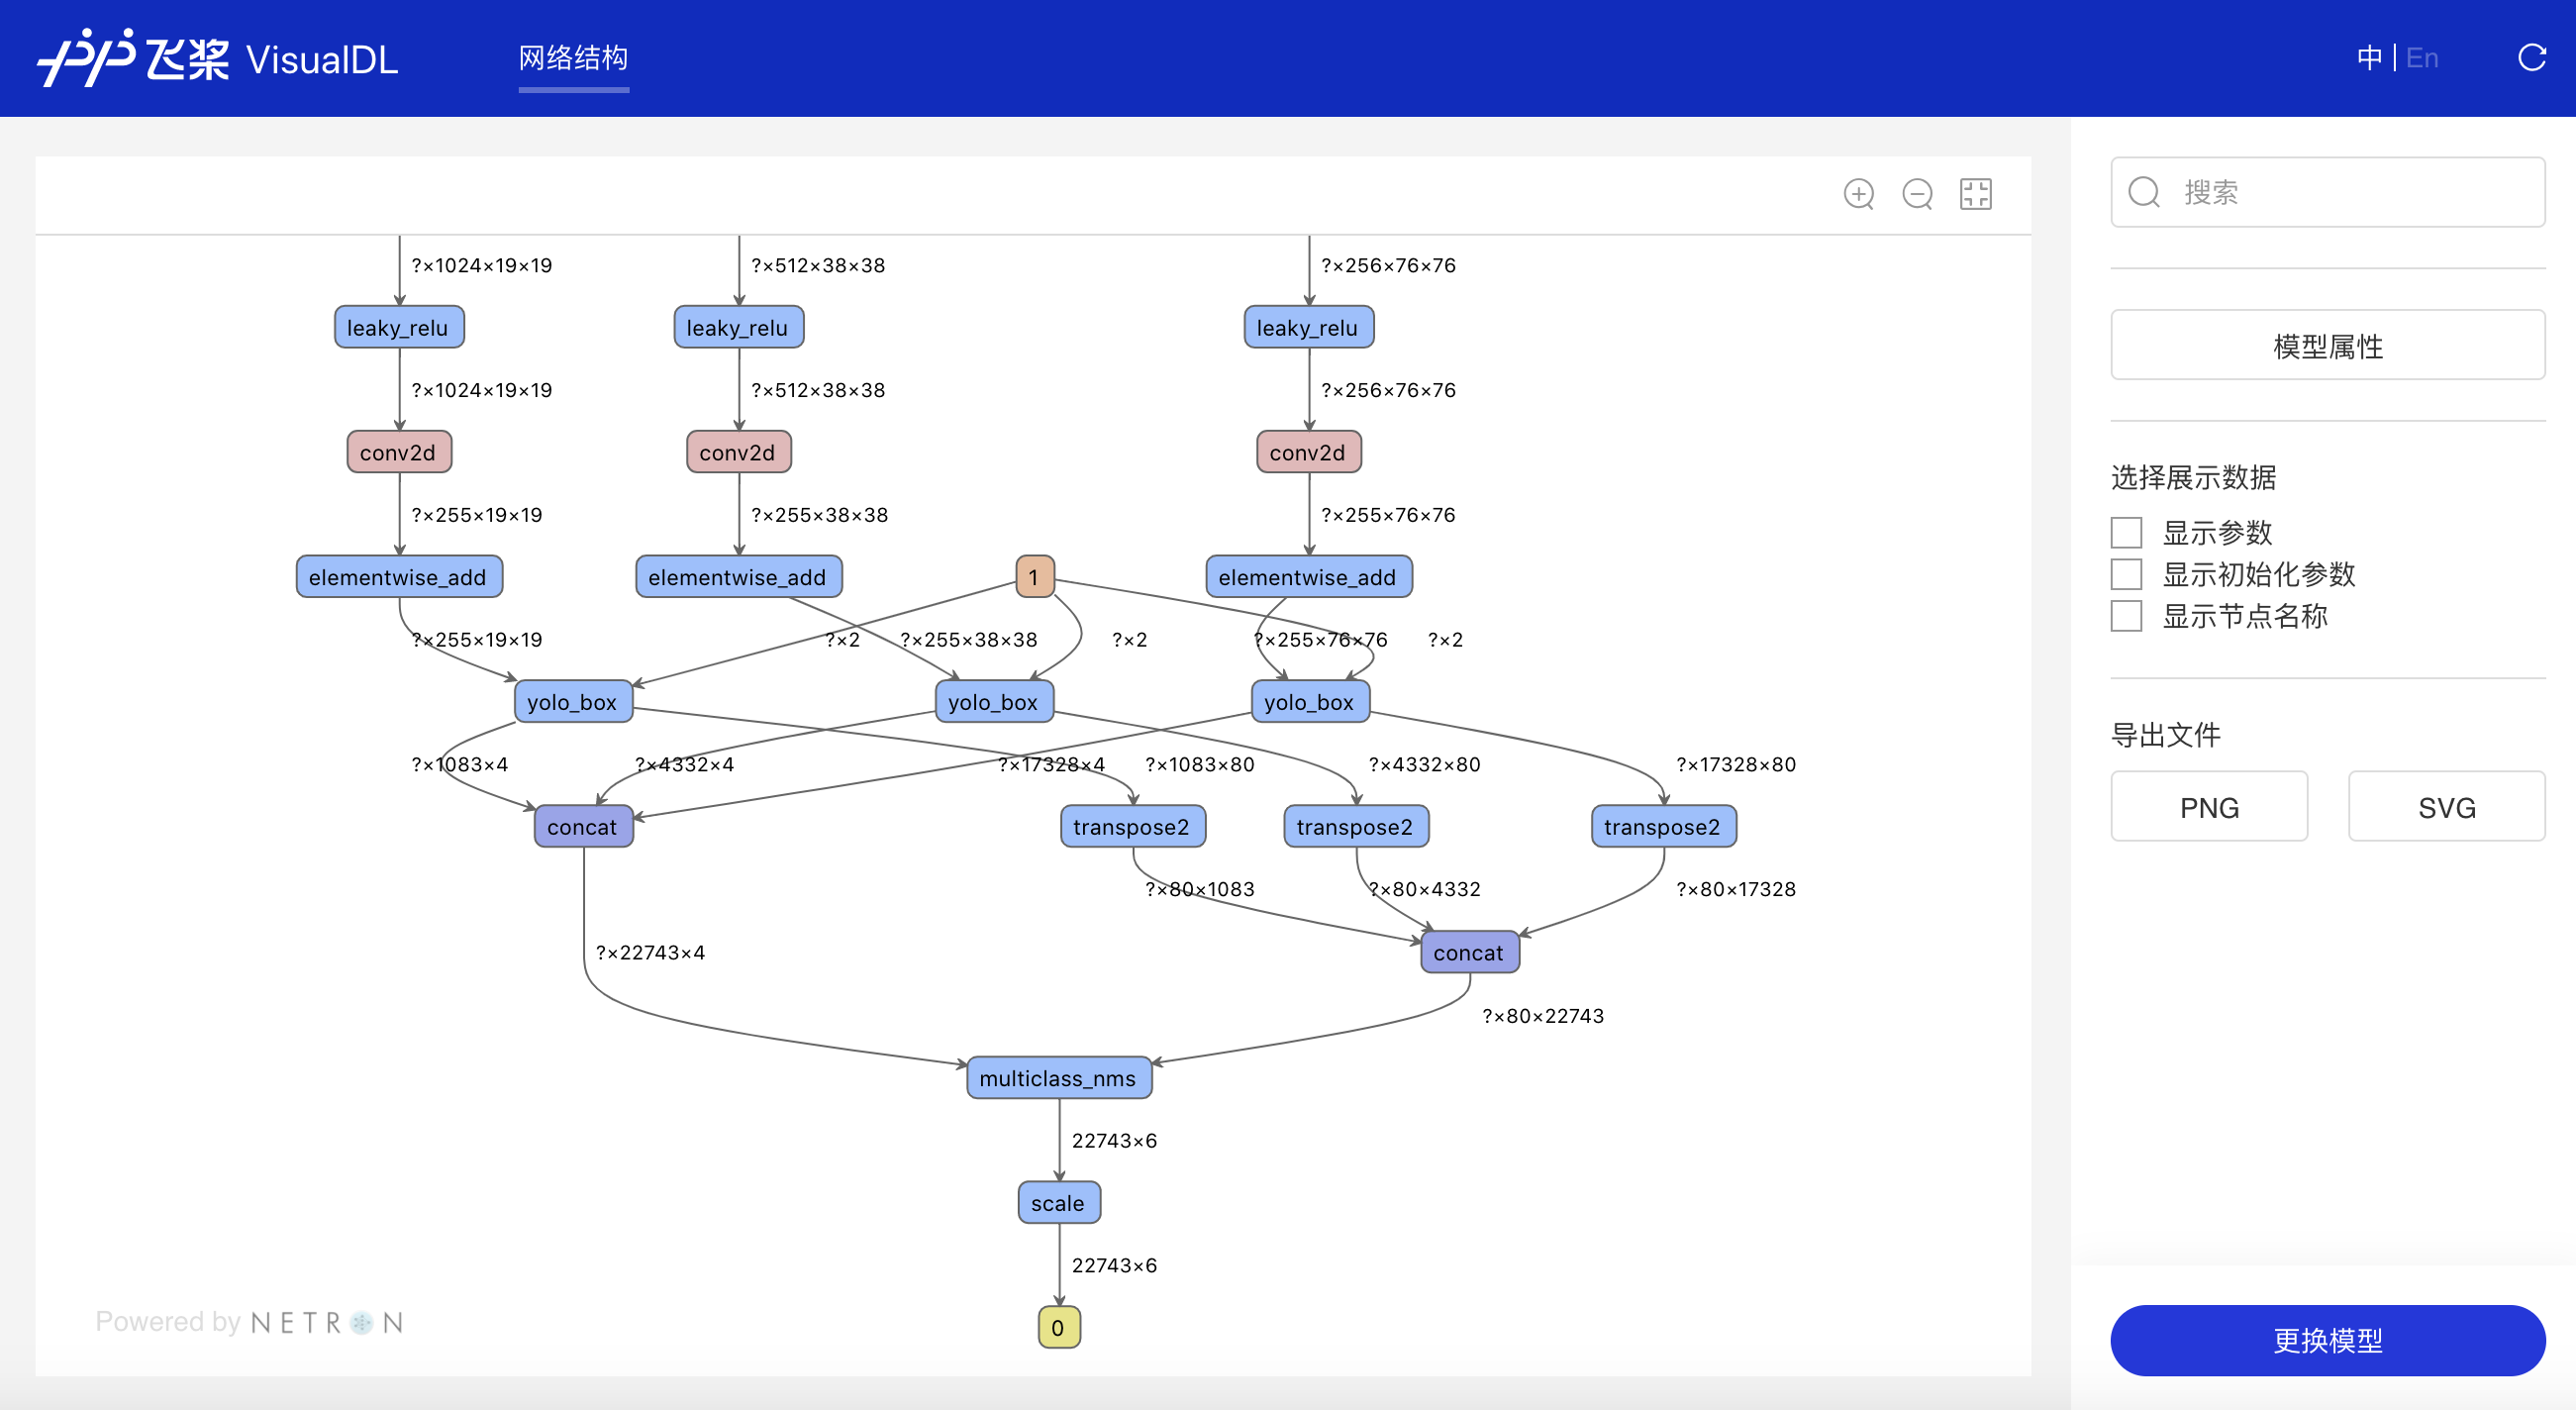 飞桨 VisualDL
网络结构
中 | En
搜索
模型属性
选择展示数据
显示参数
显示初始化参数
显示节点名称
导出文件
PNG SVG
更换模型
?×1024×19×19 ?×512×38×38 ?×256×76×76
leaky_relu leaky_relu leaky_relu
?×1024×19×19 ?×512×38×38 ?×256×76×76
conv2d conv2d conv2d
?×255×19×19 ?×255×38×38 ?×255×76×76
elementwise_add elementwise_add 1 elementwise_add
?×255×19×19 ?×2 ?×255×38×38 ?×2 ?×255×76×76 ?×2
yolo_box yolo_box yolo_box
?×1083×4 ?×4332×4 ?×17328×4 ?×1083×80 ?×4332×80 ?×17328×80
concat transpose2 transpose2 transpose2
?×80×1083 ?×80×4332 ?×80×17328
?×22743×4 concat
?×80×22743
multiclass_nms
22743×6
scale
22743×6
0
Powered by NETRON